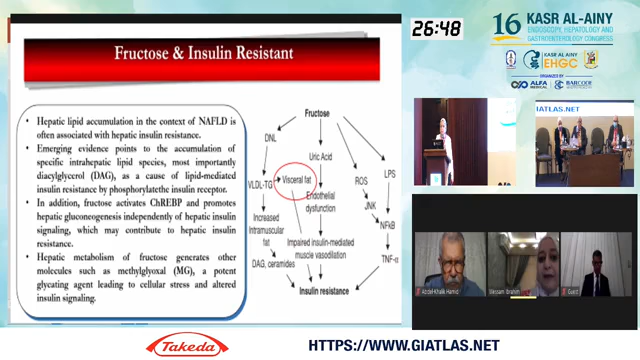 Fructose & Insulin Resistant
26:48
16 KASR AL-AINY
ENDOSCOPY, HEPATOLOGY AND
GASTROENTEROLOGY CONGRESS
KASR AL-AINY
EHGC
ORGANIZED BY
ALFA MEDICAL
BARCODE
• Hepatic lipid accumulation in the context of NAFLD is
often associated with hepatic insulin resistance.
• Emerging evidence points to the accumulation of
specific intrahepatic lipid species, most importantly
diacylglycerol (DAG), as a cause of lipid-mediated
insulin resistance by phosphorylatethe insulin receptor.
• In addition, fructose activates ChREBP and promotes
hepatic gluconeogenesis independently of hepatic insulin
signaling, which may contribute to hepatic insulin
resistance.
• Hepatic metabolism of fructose generates other
molecules such as methylglyoxal (MG), a potent
glycating agent leading to cellular stress and altered
insulin signaling.
Fructose
DNL
Uric Acid
LPS
VLDL-TG
Visceral fat
ROS
Endothelial
dysfunction
JNK
Increased
Intramuscular
fat
NFkB
Impaired insulin-mediated
muscle vasodilation
DAG, ceramides
TNF-α
Insulin resistance
GIATLAS.NET
Abdel-Khalik Hamid
Wessam Ibrahim
Guest
Takeda
HTTPS://WWW.GIATLAS.NET